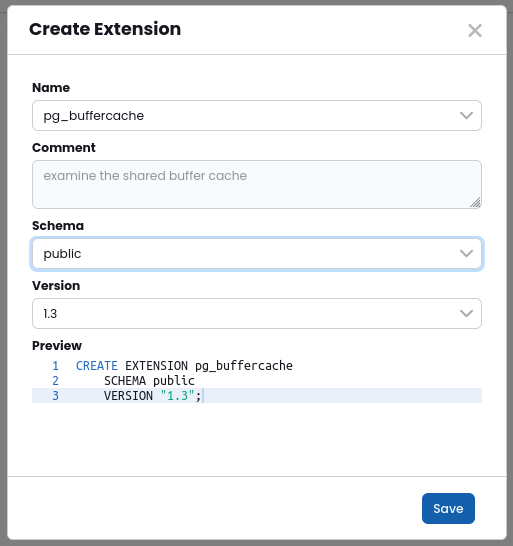 Create Extension
Name
pg_buffercache
Comment
examine the shared buffer cache
Schema
public
Version
1.3
Preview
1 CREATE EXTENSION pg_buffercache
2 SCHEMA public
3 VERSION "1.3";
Save